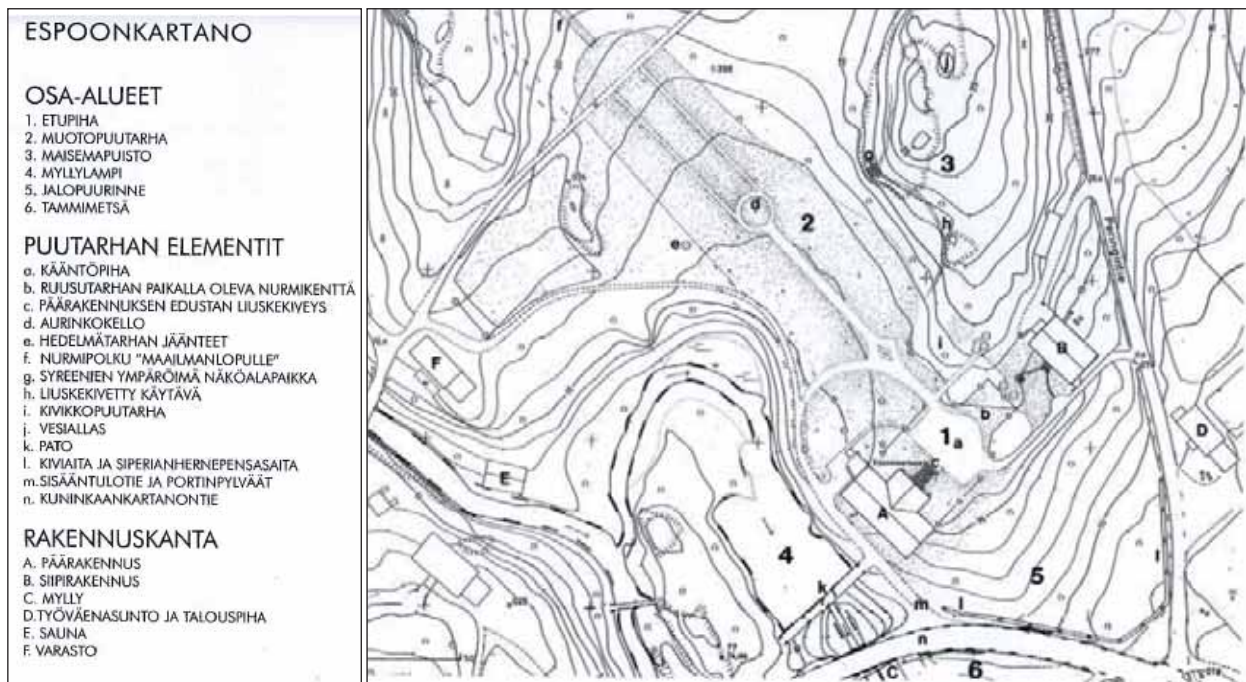 ESPOONKARTANO
OSA-ALUEET
1. ETUPIHA
2. MUOTOPUUTARHA
3. MAISEMAPUISTO
4. MYLLYLAMPI
5. JALOPUURINNE
6. TAMMIMETSÄ
PUUTARHAN ELEMENTIT
a. KÄÄNTÖPIHA
b. RUUSUTARHAN PAIKALLA OLEVA NURMIKENTTÄ
c. PÄÄRAKENNUKSEN EDUSTAN LIUSKEKIVEYS
d. AURINKOKELLO
e. HEDELMÄTARHAN JÄÄNTEET
f. NURMIPOLKU "MAAILMANLOPULLE"
g. SYREENIEN YMPÄRÖIMÄ NÄKÖALAPAIKKA
h. LIUSKEKIVETTY KÄYTÄVÄ
i. KIVIKKOPUUTARHA
j. VESIALLAS
k. PATO
l. KIVIAITA JA SIPERIANHERNEPENSASAITA
m. SISÄÄNTULOTIE JA PORTINPYLVÄÄT
n. KUNINKAANKARTANONTIE
RAKENNUSKANTA
A. PÄÄRAKENNUS
B. SIIPIRAKENNUS
C. MYLLY
D. TYÖVÄENASUNTO JA TALOUSPIHA
E. SAUNA
F. VARASTO
f
j
g
3
d
2
h
e
i
B
F
b
1 a
c
D
E
A
4
5
l
k
m
l
n
C
6